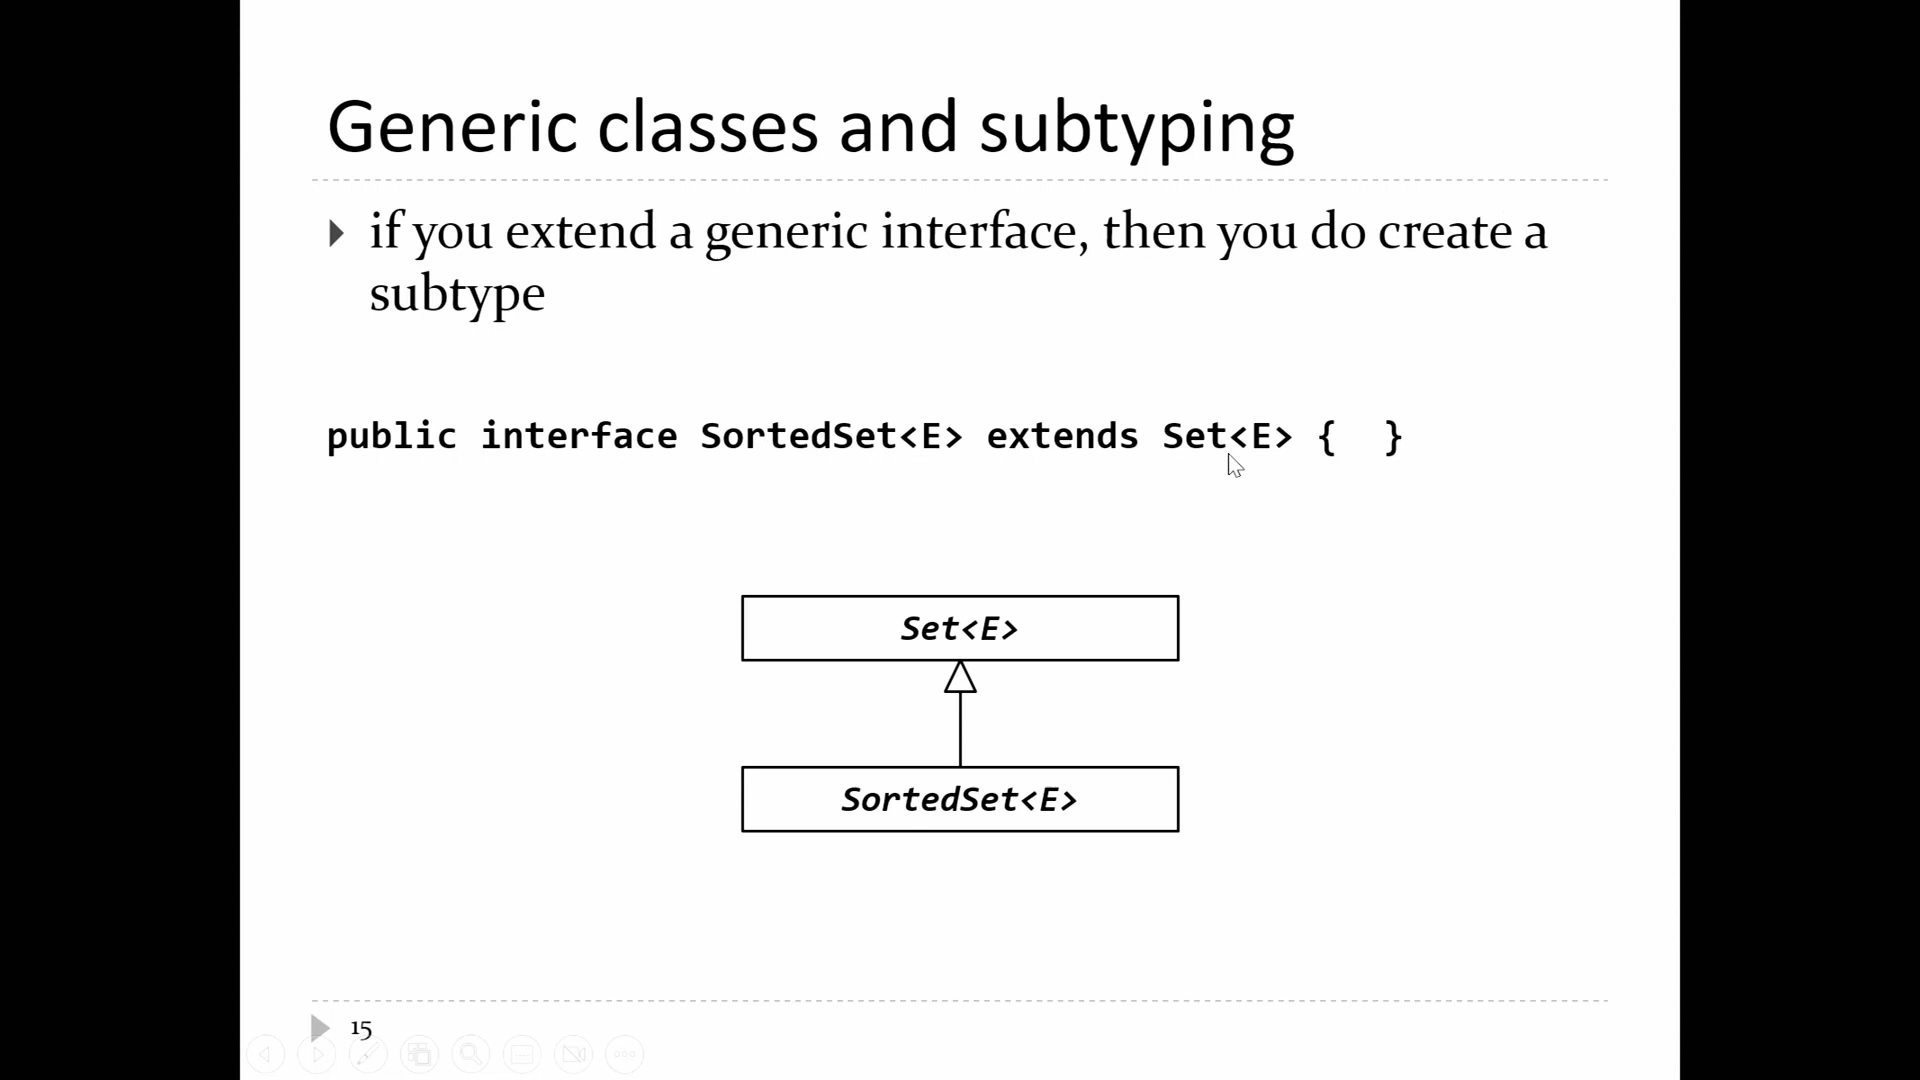 Generic classes and subtyping
if you extend a generic interface, then you do create a
subtype
public interface SortedSet<E> extends Set<E> {  }
Set<E>
SortedSet<E>
15